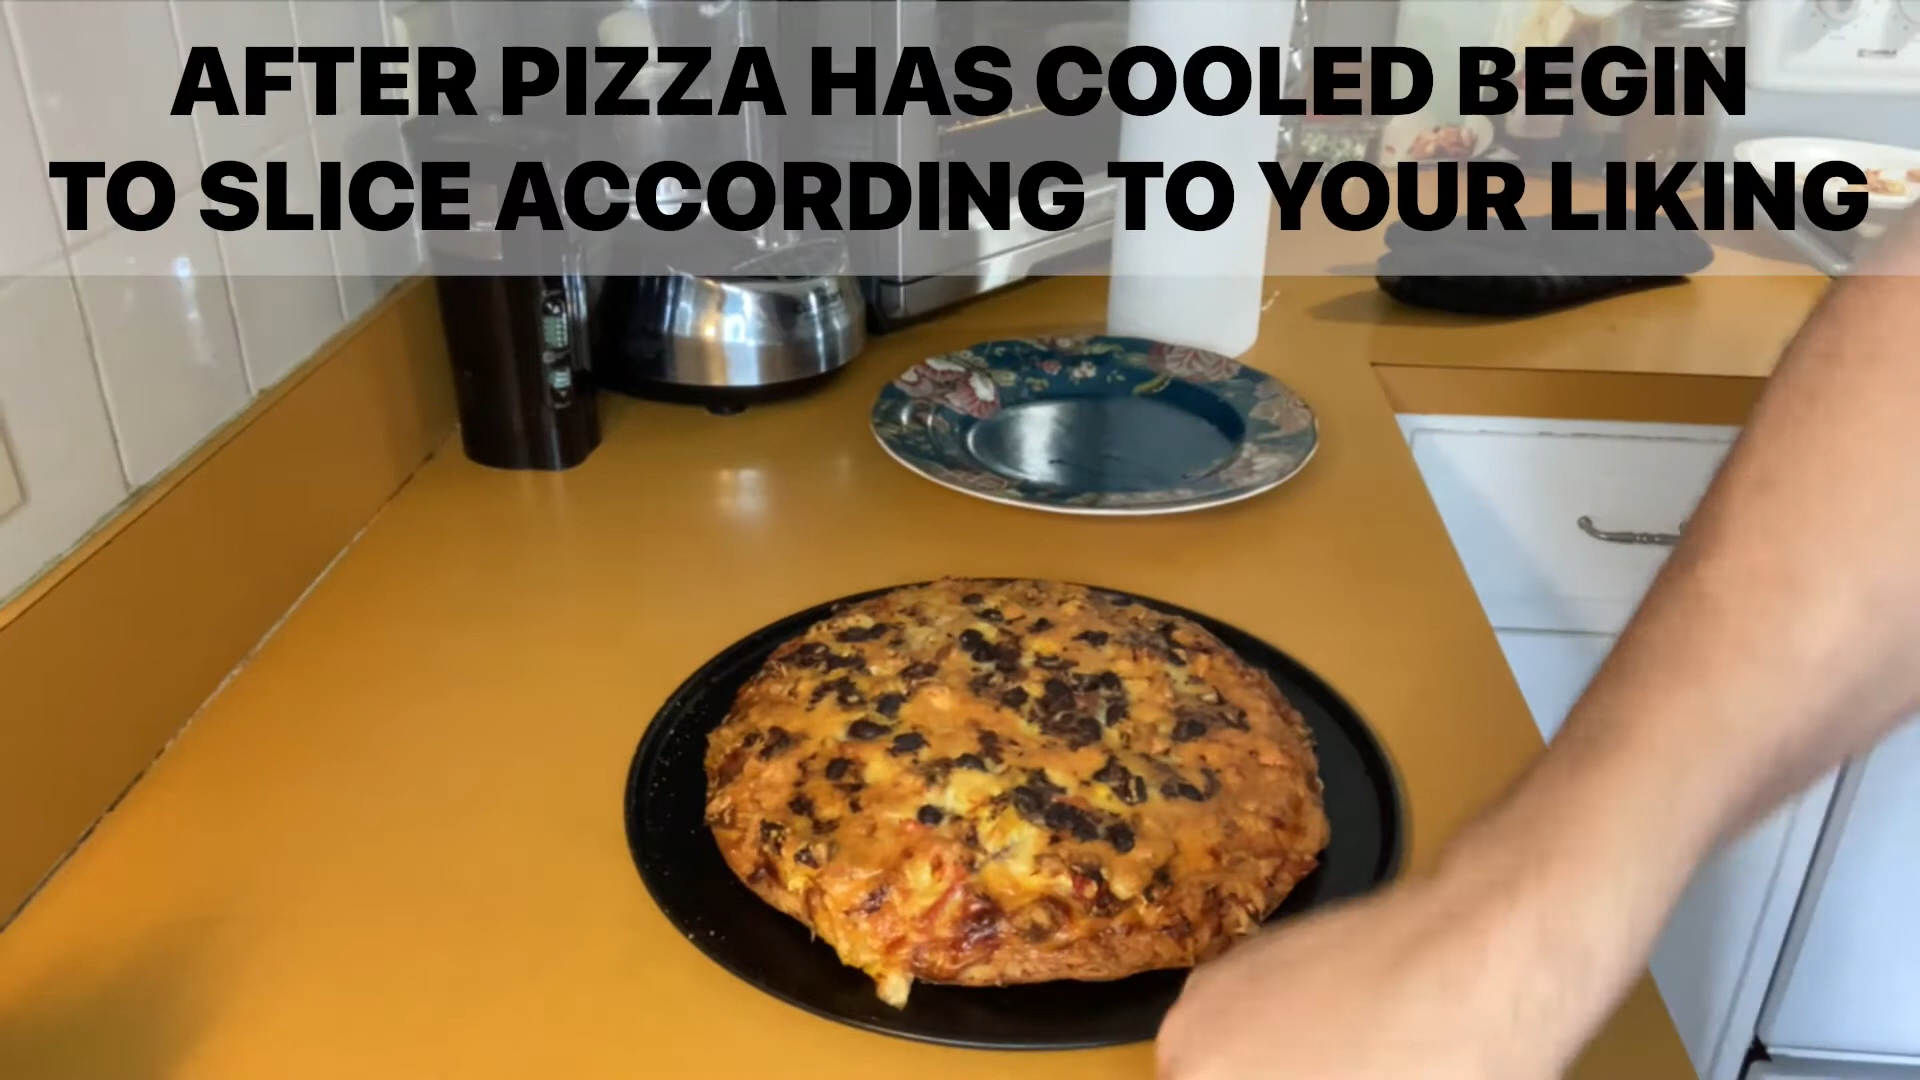 AFTER PIZZA HAS COOLED BEGIN
TO SLICE ACCORDING TO YOUR LIKING